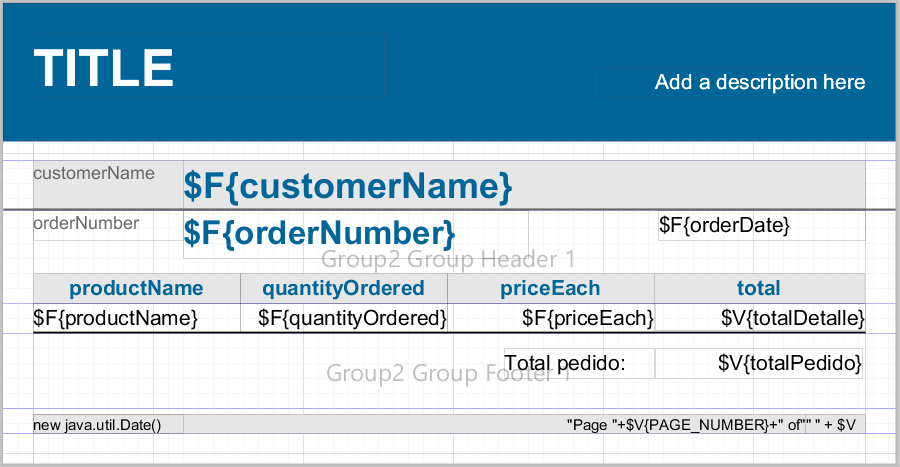 TITLE
Add a description here
customerName $F{customerName}
orderNumber $F{orderNumber} $F{orderDate}
Group2 Group Header 1
productName quantityOrdered priceEach total
$F{productName} $F{quantityOrdered} $F{priceEach} $V{totalDetalle}
Total pedido: $V{totalPedido}
Group2 Group Footer 1
new java.util.Date() "Page "+$V{PAGE_NUMBER}+" of"" " + $V